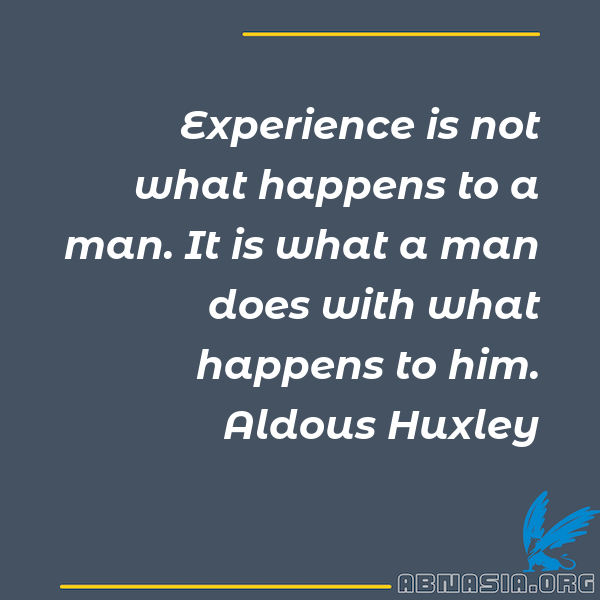 Experience is not
what happens to a
man. It is what a man
does with what
happens to him.
Aldous Huxley
ABNASIA.ORG